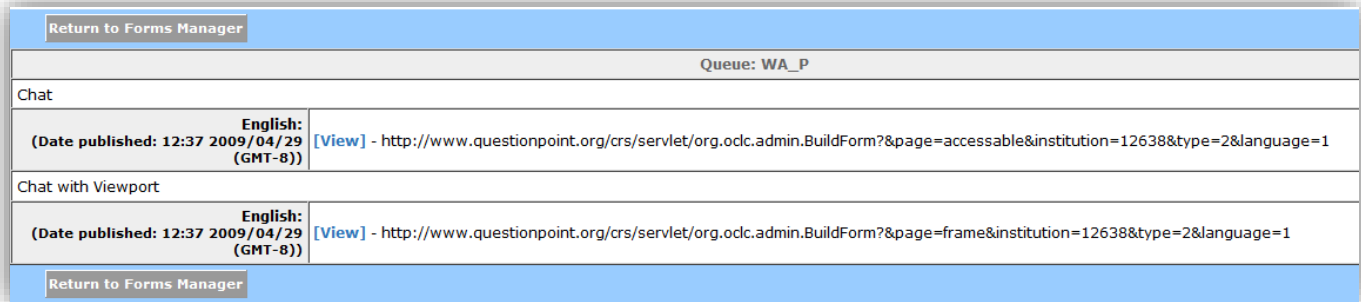 Return to Forms Manager
Queue: WA_P
Chat
English:
(Date published: 12:37 2009/04/29
(GMT-8))
[View] - http://www.questionpoint.org/crs/servlet/org.oclc.admin.BuildForm?&page=accessable&institution=12638&type=2&language=1
Chat with Viewport
English:
(Date published: 12:37 2009/04/29
(GMT-8))
[View] - http://www.questionpoint.org/crs/servlet/org.oclc.admin.BuildForm?&page=frame&institution=12638&type=2&language=1
Return to Forms Manager